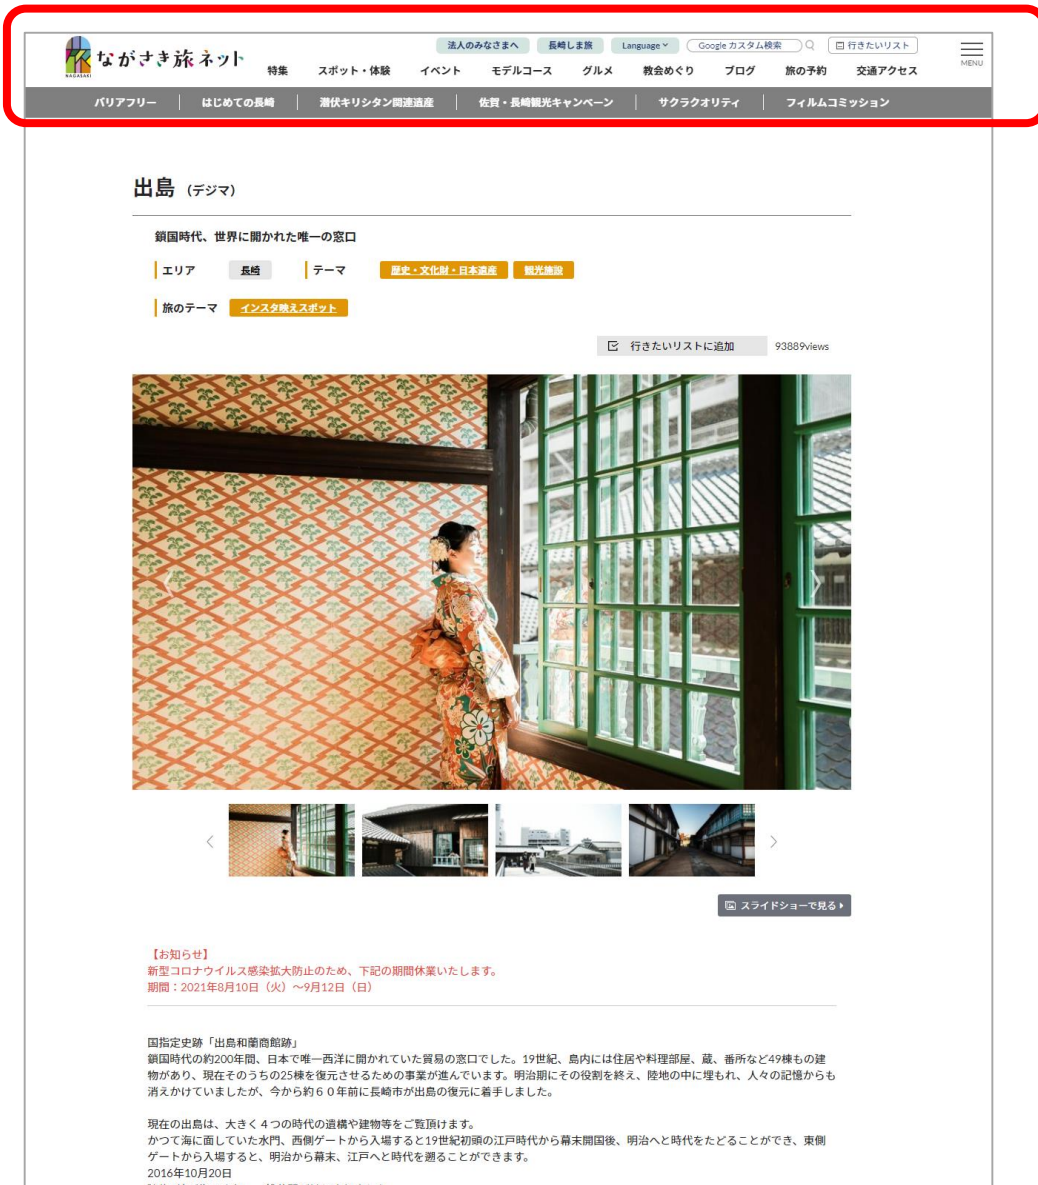 法人のみなさまへ 長崎しま旅 Language Google カスタム検索 行きたいリスト
NAGASAKI ながさき旅ネット 特集 スポット・体験 イベント モデルコース グルメ 教会めぐり ブログ 旅の予約 交通アクセス MENU
バリアフリー はじめての長崎 潜伏キリシタン関連遺産 佐賀・長崎観光キャンペーン サクラクオリティ フィルムコミッション
出島 (デジマ)
鎖国時代、世界に開かれた唯一の窓口
エリア 長崎 テーマ 歴史・文化財・日本遺産 観光施設
旅のテーマ インスタ映えスポット
行きたいリストに追加 93889views
スライドショーで見る
【お知らせ】
新型コロナウイルス感染拡大防止のため、下記の期間休業いたします。
期間：2021年8月10日（火）～9月12日（日）
国指定史跡「出島和蘭商館跡」
鎖国時代の約200年間、日本で唯一西洋に開かれていた貿易の窓口でした。19世紀、島内には住居や料理部屋、蔵、番所など49棟もの建
物があり、現在そのうちの25棟を復元させるための事業が進んでいます。明治期にその役割を終え、陸地の中に埋もれ、人々の記憶からも
消えかけていましたが、今から約６０年前に長崎市が出島の復元に着手しました。
現在の出島は、大きく４つの時代の遺構や建物等をご覧頂けます。
かつて海に面していた水門、西側ゲートから入場すると19世紀初頭の江戸時代から幕末開国後、明治へと時代をたどることができ、東側
ゲートから入場すると、明治から幕末、江戸へと時代を遡ることができます。
2016年10月20日